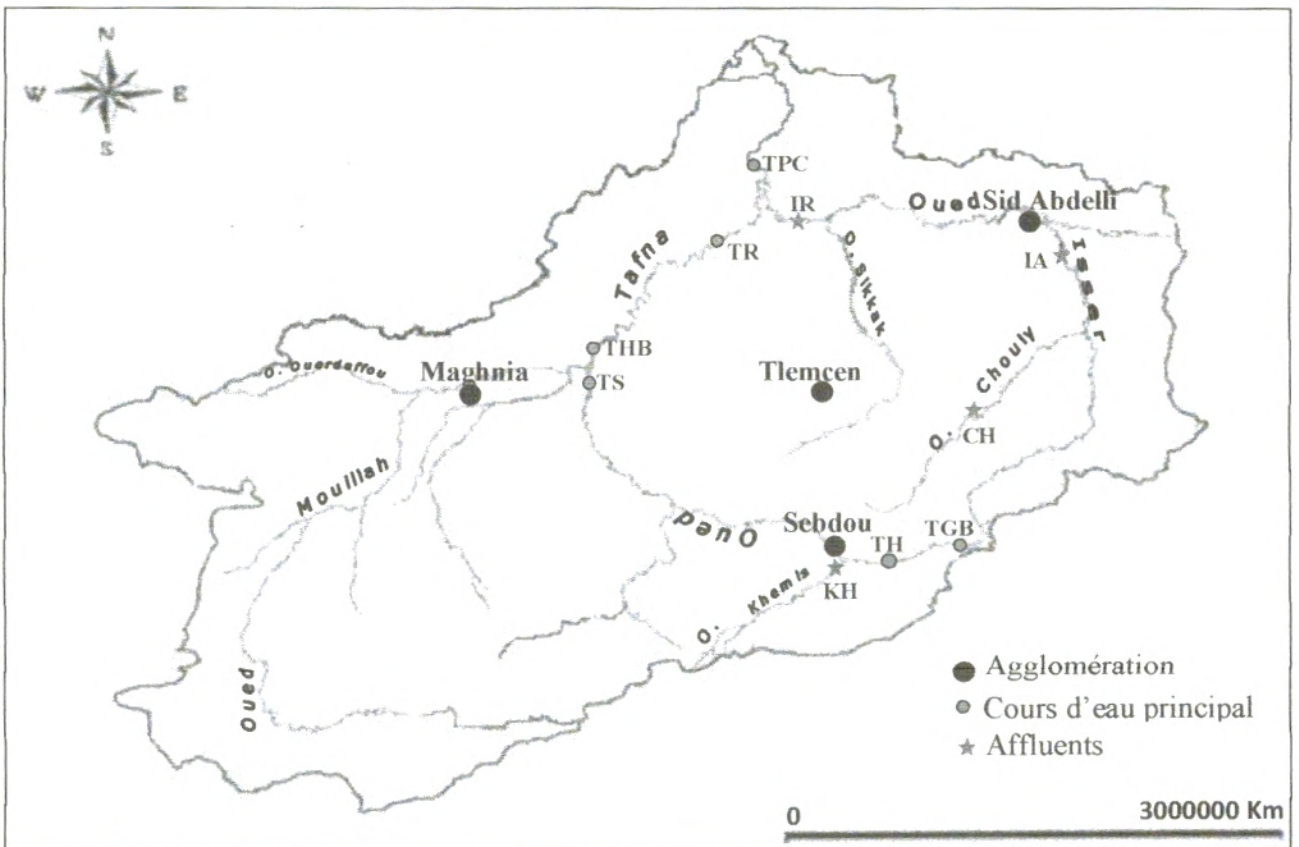 N
W E
S
TPC
IR
Oued
Sid Abdelli
TR
IA
Isser
Tafna
O. Sikkak
THB
O. Ouerdaffou
Maghnia
TS
Tlemcen
Chouly
O.
CH
Mouillah
Oued
Sebdou
TH
TGB
KH
O. Khemis
Oued
Agglomération
Cours d'eau principal
Affluents
0 3000000 Km